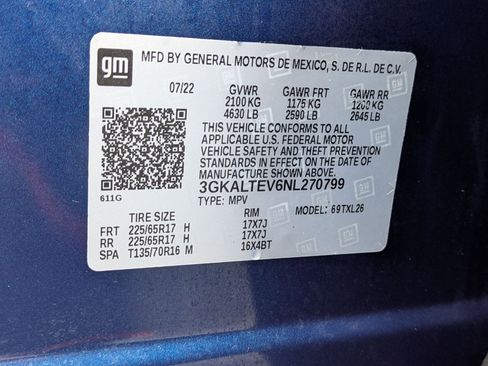 gm
MFD BY GENERAL MOTORS DE MEXICO, S. DE R.L. DE C.V.
07/22 GVWR GAWR FRT GAWR RR
2100 KG 1175 KG 1200 KG
4630 LB 2590 LB 2645 LB
THIS VEHICLE CONFORMS TO ALL
APPLICABLE U.S. FEDERAL MOTOR
VEHICLE SAFETY AND THEFT PREVENTION
STANDARDS IN EFFECT ON THE DATE OF
MANUFACTURE SHOWN ABOVE.
3GKALTEV6NL270799
611G TYPE: MPV MODEL: 69TXL26
TIRE SIZE RIM
FRT 225/65R17 H 17X7J
RR 225/65R17 H 17X7J
SPA T135/70R16 M 16X4BT